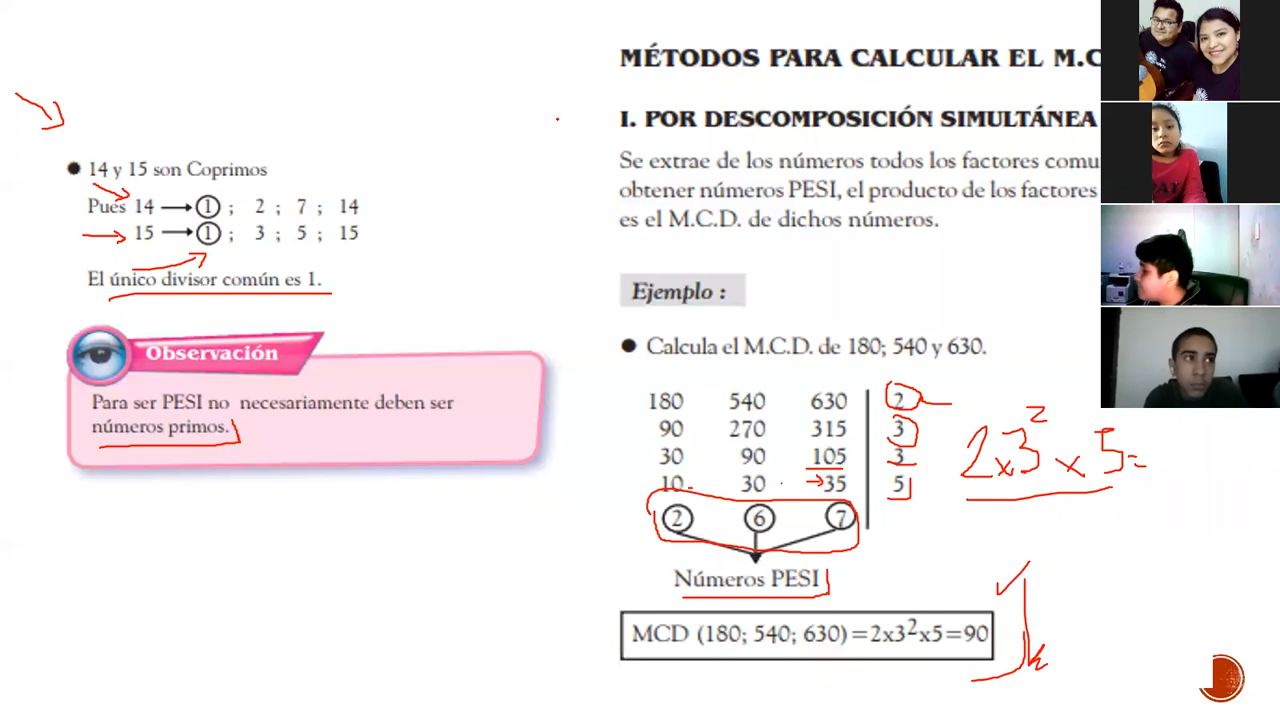 14 y 15 son Coprimos
Pues 14 → 1 ; 2 ; 7 ; 14
15 → 1 ; 3 ; 5 ; 15
El único divisor común es 1.
Observación
Para ser PESI no necesariamente deben ser
números primos.
MÉTODOS PARA CALCULAR EL M.C
I. POR DESCOMPOSICIÓN SIMULTÁNEA
Se extrae de los números todos los factores comu
obtener números PESI, el producto de los factores
es el M.C.D. de dichos números.
Ejemplo :
Calcula el M.C.D. de 180; 540 y 630.
180 540 630 2
90 270 315 3
30 90 105 3
10 30 35 5
2 6 7
2x3² x 5=
Números PESI
MCD (180; 540; 630)=2x3²x5=90